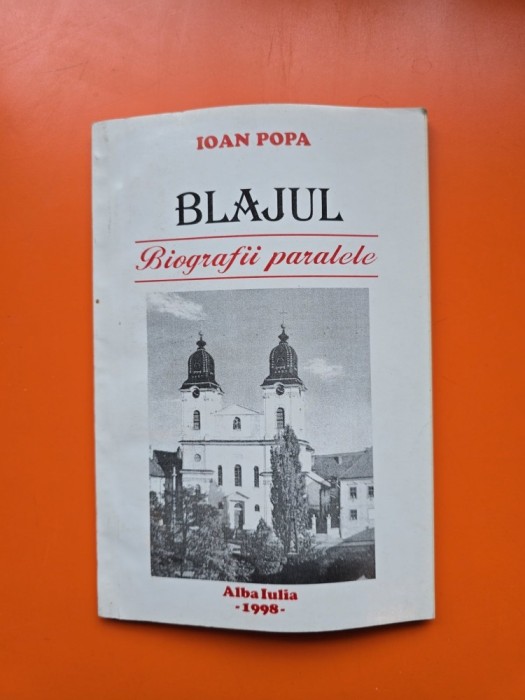 IOAN POPA
BLAJUL
Biografii paralele
Alba Iulia
-1998-